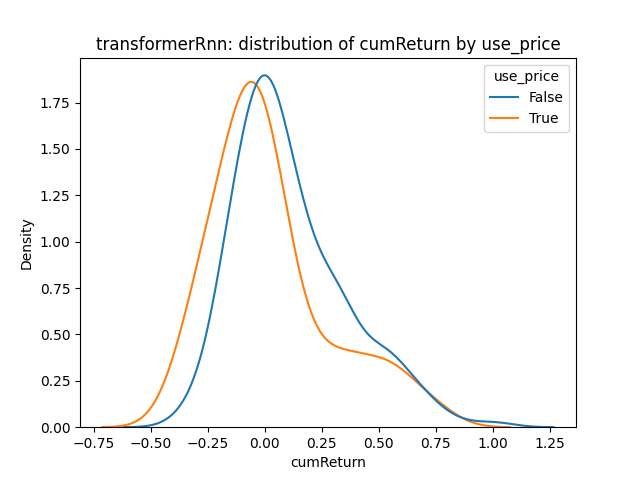 transformerRnn: distribution of cumReturn by use_price
use_price
False
True
Density
1.75
1.50
1.25
1.00
0.75
0.50
0.25
0.00
−0.75
−0.50
−0.25
0.00
0.25
0.50
0.75
1.00
1.25
cumReturn